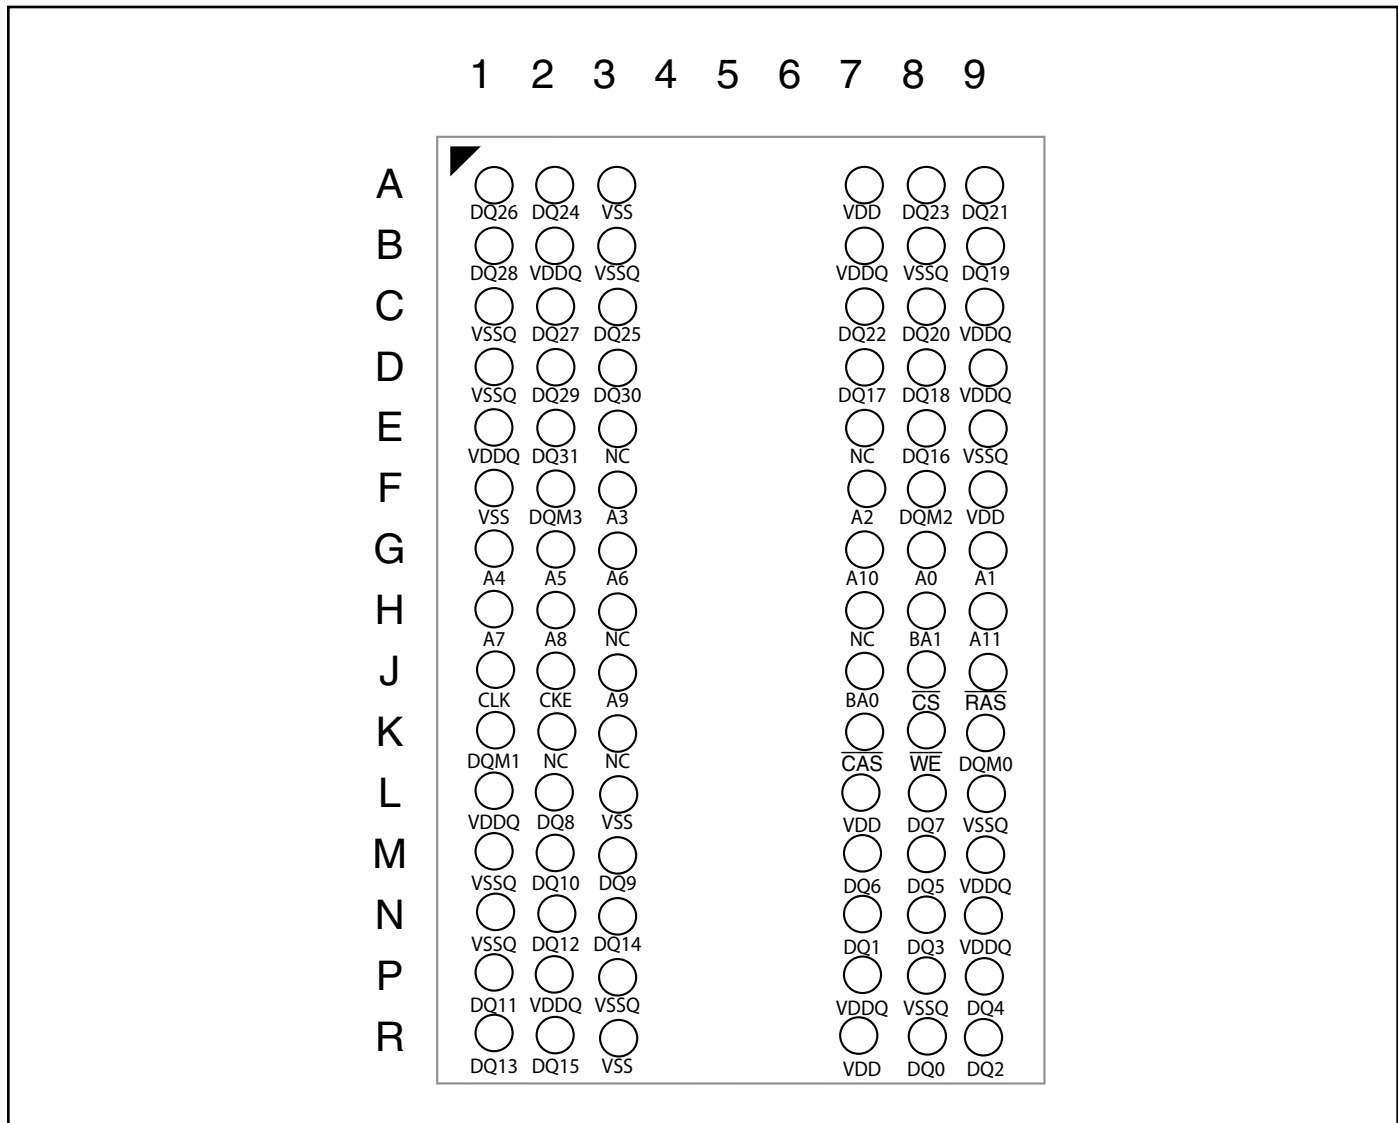 1 2 3 4 5 6 7 8 9
A
DQ26 DQ24 VSS VDD DQ23 DQ21
B
DQ28 VDDQ VSSQ VDDQ VSSQ DQ19
C
VSSQ DQ27 DQ25 DQ22 DQ20 VDDQ
D
VSSQ DQ29 DQ30 DQ17 DQ18 VDDQ
E
VDDQ DQ31 NC NC DQ16 VSSQ
F
VSS DQM3 A3 A2 DQM2 VDD
G
A4 A5 A6 A10 A0 A1
H
A7 A8 NC NC BA1 A11
J
CLK CKE A9 BA0 C̅S̅ R̅A̅S̅
K
DQM1 NC NC C̅A̅S̅ W̅E̅ DQM0
L
VDDQ DQ8 VSS VDD DQ7 VSSQ
M
VSSQ DQ10 DQ9 DQ6 DQ5 VDDQ
N
VSSQ DQ12 DQ14 DQ1 DQ3 VDDQ
P
DQ11 VDDQ VSSQ VDDQ VSSQ DQ4
R
DQ13 DQ15 VSS VDD DQ0 DQ2